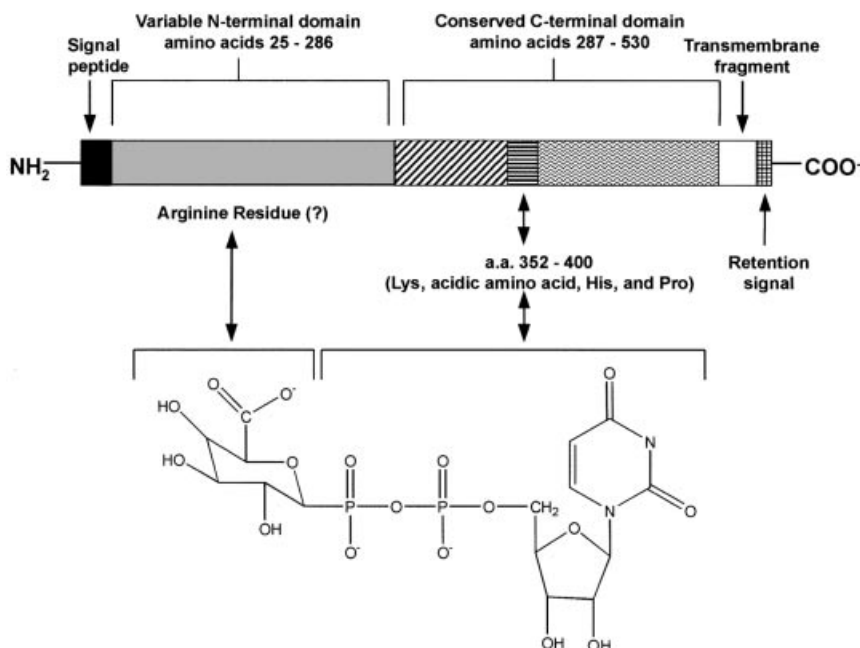 Variable N-terminal domain
amino acids 25 - 286
Conserved C-terminal domain
amino acids 287 - 530
Signal
peptide
Transmembrane
fragment
NH2
COO-
Arginine Residue (?)
a.a. 352 - 400
(Lys, acidic amino acid, His, and Pro)
Retention
signal
O
O-
C
HO
HO
O
OH
O
P
O-
O
O
P
O-
O
CH2
O
N
O
N
O
OH
OH